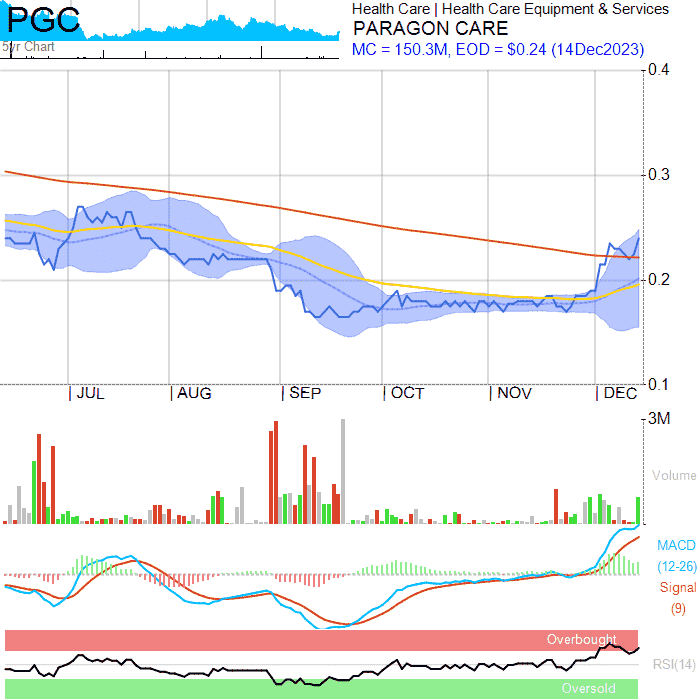 PGC
5yr Chart
Health Care | Health Care Equipment & Services
PARAGON CARE
MC = 150.3M, EOD = $0.24 (14Dec2023)
0.4
0.3
0.2
0.1
JUL
AUG
SEP
OCT
NOV
DEC
3M
Volume
MACD
(12-26)
Signal
(9)
Overbought
RSI(14)
Oversold